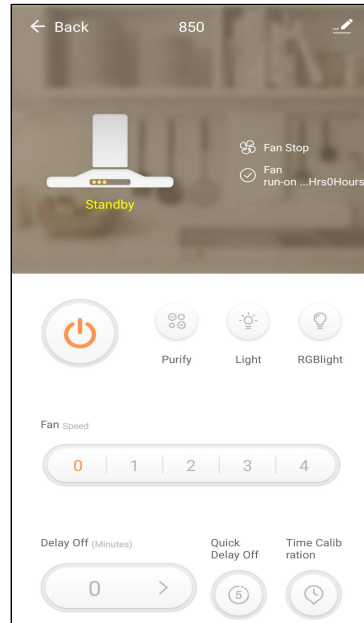 Back
850
Fan Stop
Fan
run-on ...Hrs0Hours
Standby
Purify
Light
RGBlight
Fan Speed
0 1 2 3 4
Delay Off (Minutes)
Quick
Delay Off
Time Calib
ration
0
5